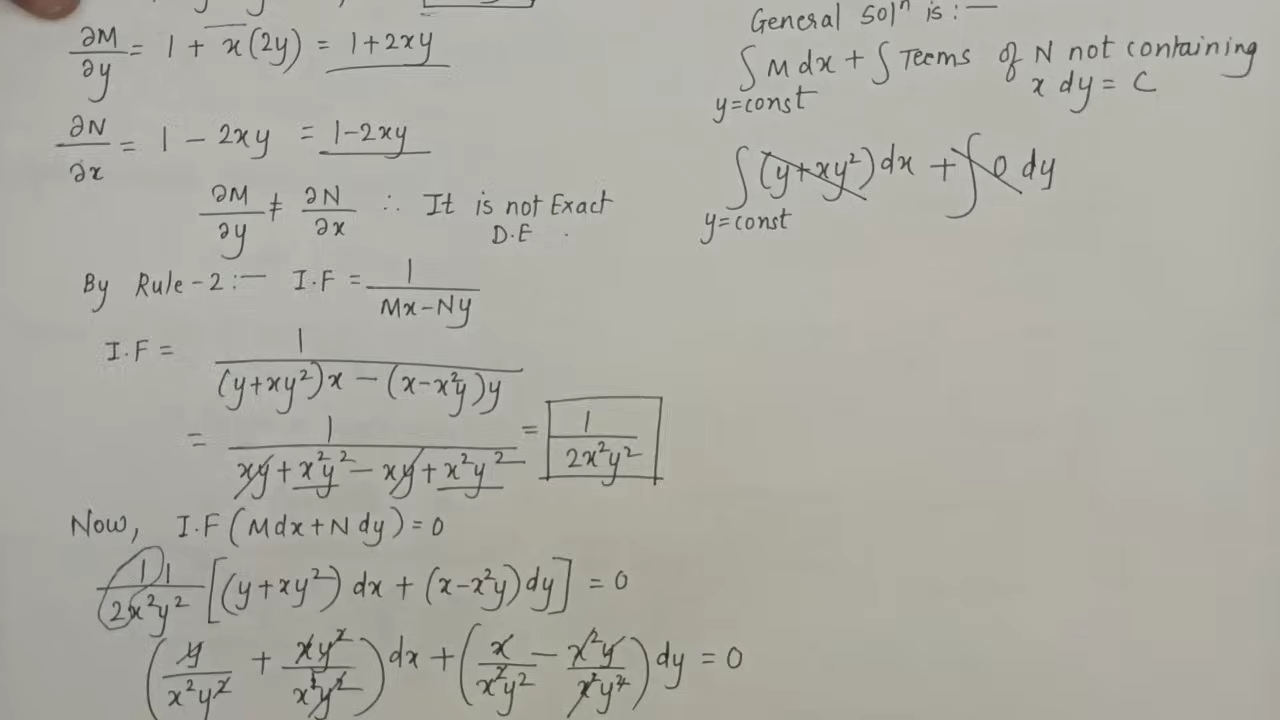 ∂M/∂y = 1 + x(2y) = 1+2xy
∂N/∂x = 1 - 2xy = 1-2xy
∂M/∂y ≠ ∂N/∂x ∴ It is not Exact
D.E.
By Rule-2:- I.F = 1/(Mx-Ny)
I.F = 1/((y+xy²)x - (x-x²y)y)
= 1/(xy + x²y² - xy + x²y²) = 1/(2x²y²)
Now, I.F (Mdx+Ndy) = 0
1/(2x²y²) [(y+xy²) dx + (x-x²y) dy] = 0
(y/(x²y²) + xy²/(x²y²)) dx + (x/(x²y²) - x²y/(x²y²)) dy = 0
General Solⁿ is :-
∫ M dx + ∫ Terms of N not containing
y=const x dy = C
∫ (y+xy²) dx + ∫ 0 dy
y=const